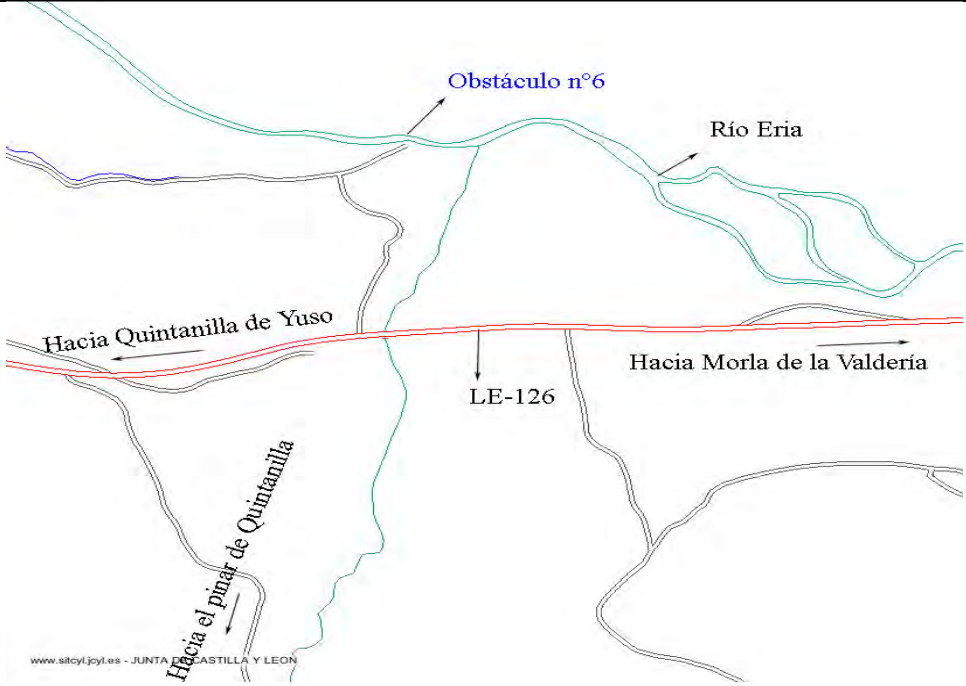 Obstáculo n°6
Río Eria
Hacia Quintanilla de Yuso
Hacia Morla de la Valdería
LE-126
Hacia el pinar de Quintanilla
www.sitcyl.jcyl.es - JUNTA DE CASTILLA Y LEON